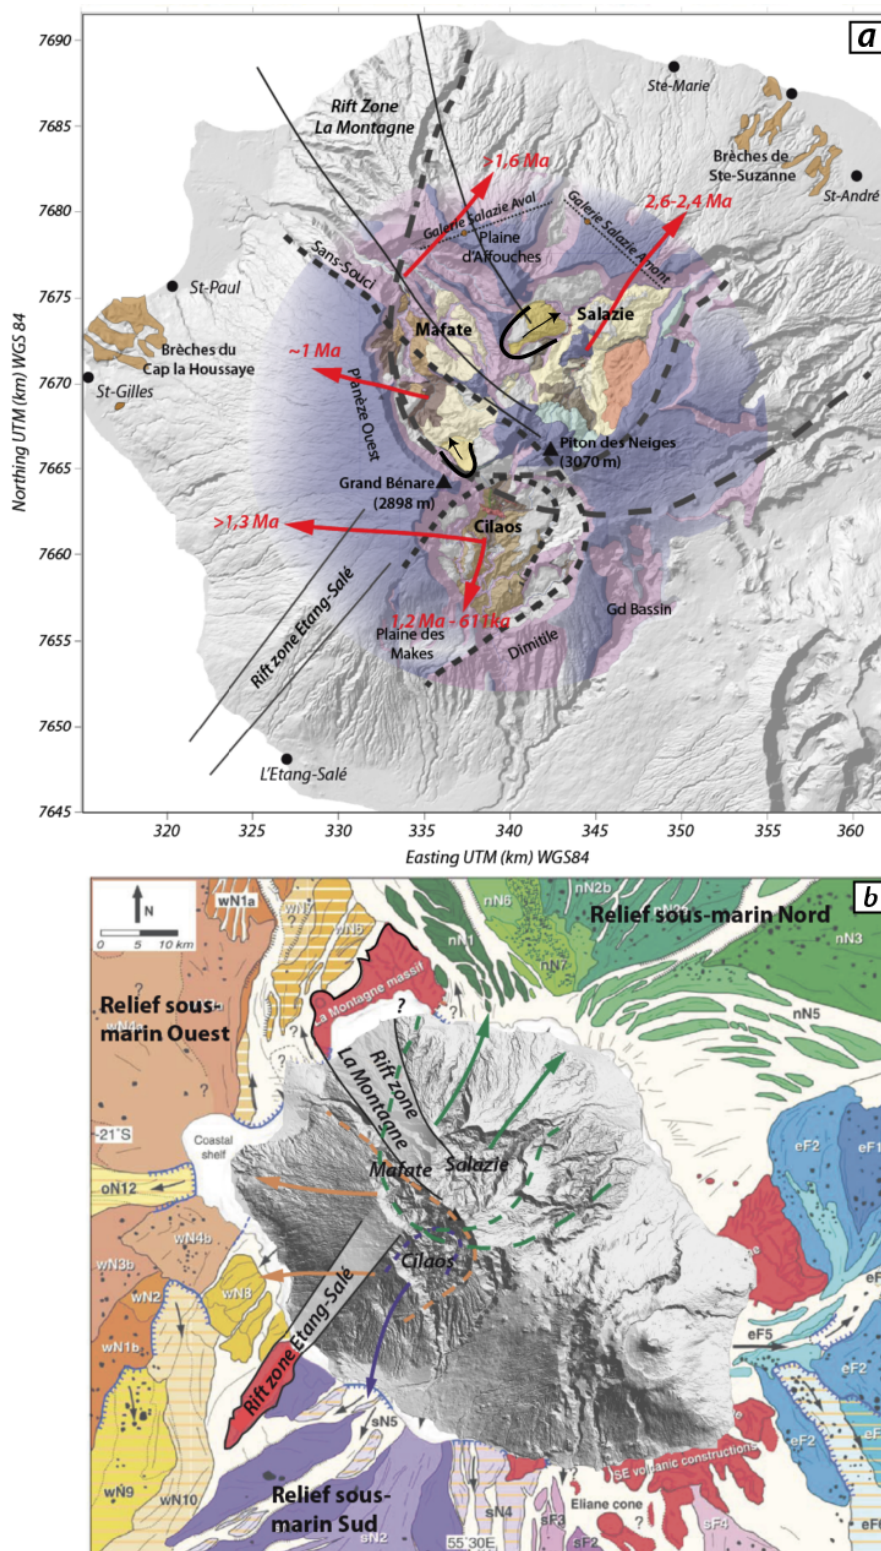 a
7690
7685
7680
7675
7670
7665
7660
7655
7650
7645
Northing UTM (km) WGS 84
Rift Zone
La Montagne
Ste-Marie
Brèches de
Ste-Suzanne
St-André
>1,6 Ma
2,6-2,4 Ma
Galerie Salazie Aval
Galerie Salazie Amont
Plaine
d'Affouches
Sans-Souci
St-Paul
Mafate
Salazie
Brèches du
Cap la Houssaye
~1 Ma
St-Gilles
Planèze Ouest
Piton des Neiges
(3070 m)
Grand Bénare
(2898 m)
>1,3 Ma
Cilaos
1,2 Ma - 611ka
Gd Bassin
Rift zone Etang-Salé
Plaine des
Makes
Dimitile
L'Etang-Salé
320
325
330
335
340
345
350
355
360
Easting UTM (km) WGS84
b
N
0 5 10 km
wN1a
wN7
wN6
nN6
nN2b
Relief sous-marin Nord
nN1
nN7
nN3
La Montagne massif
?
Relief sous-
marin Ouest
wN4a
?
?
?
?
?
nN5
La Montagne
Rift zone
-21°S
Coastal
shelf
Mafate
Salazie
eF2
eF1
oN12
wN4b
wN3b
Cilaos
wN2
wN8
wN1b
Rift zone Etang-Salé
eF5
eF2
eF2
sN5
SE volcanic constructions
wN9
wN10
Relief sous-
marin Sud
sN2
sN4
55°30E
?
Eliane cone
?
sF3
sF2
sF4